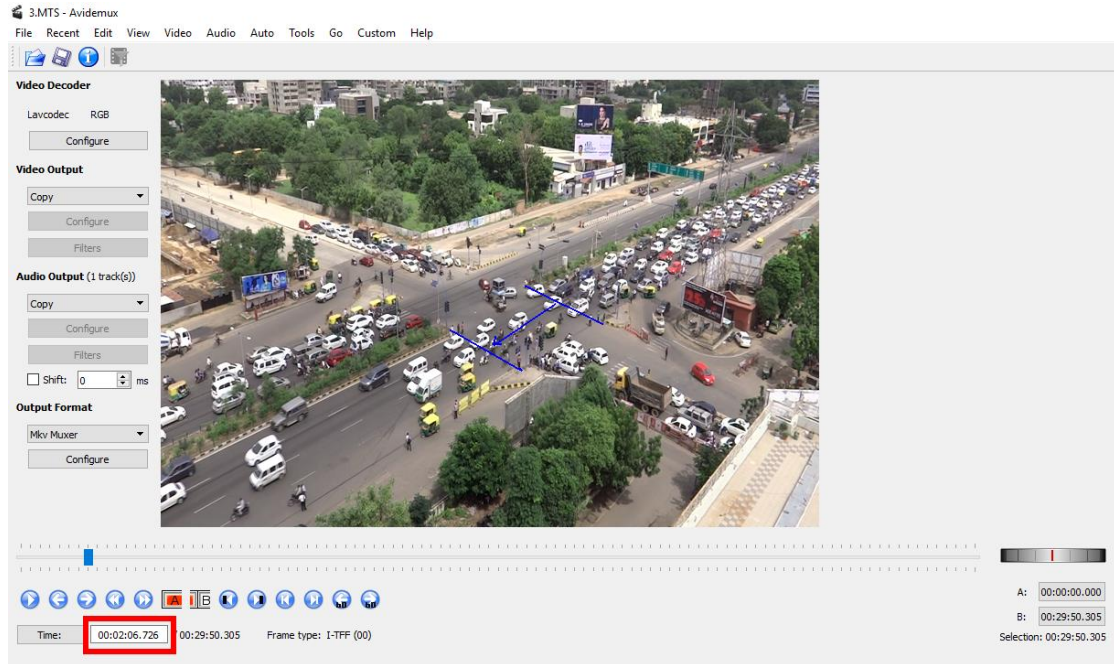 3.MTS - Avidemux
File Recent Edit View Video Audio Auto Tools Go Custom Help
Video Decoder
Lavcodec RGB
Configure
Video Output
Copy
Configure
Filters
Audio Output (1 track(s))
Copy
Configure
Filters
Shift: 0 ms
Output Format
Mkv Muxer
Configure
A B
60 60
A: 00:00:00.000
B: 00:29:50.305
Time: 00:02:06.726 / 00:29:50.305 Frame type: I-TFF (00)
Selection: 00:29:50.305